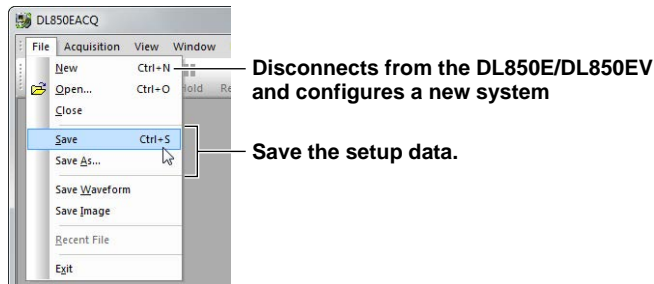 DL850EACQ
File Acquisition View Window
New Ctrl+N
Open... Ctrl+O
Hold
Close
Save Ctrl+S
Save As...
Save Waveform
Save Image
Recent File
Exit
Disconnects from the DL850E/DL850EV
and configures a new system
Save the setup data.